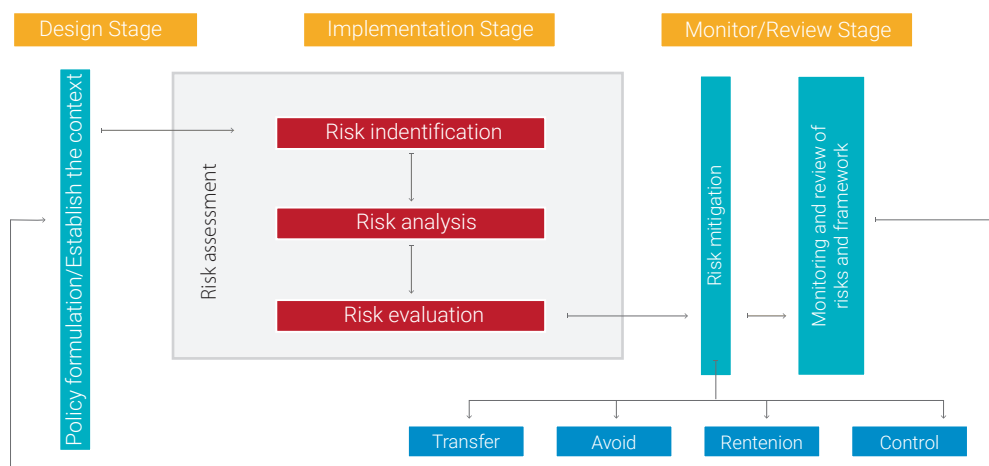 Design Stage
Implementation Stage
Monitor/Review Stage
Policy formulation/Establish the context
Risk assessment
Risk indentification
Risk analysis
Risk evaluation
Risk mitigation
Monitoring and review of
risks and framework
Transfer
Avoid
Rentenion
Control